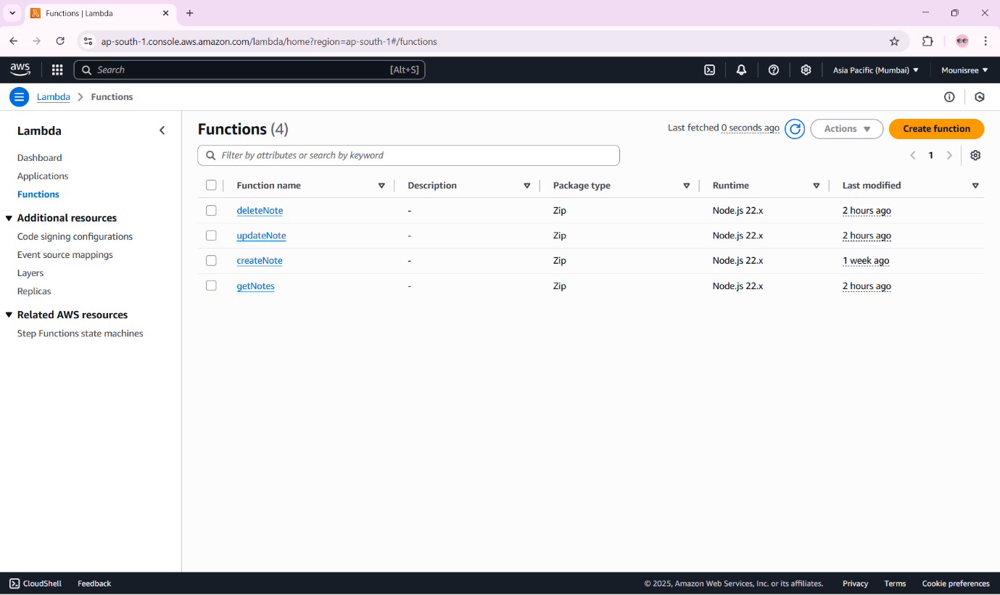 Functions | Lambda
ap-south-1.console.aws.amazon.com/lambda/home?region=ap-south-1#/functions
aws Search [Alt+S] Asia Pacific (Mumbai) Mounisree
Lambda Functions
Lambda
Dashboard
Applications
Functions
Additional resources
Code signing configurations
Event source mappings
Layers
Replicas
Related AWS resources
Step Functions state machines
Functions (4) Last fetched 0 seconds ago Actions Create function
Filter by attributes or search by keyword 1
Function name Description Package type Runtime Last modified
deleteNote - Zip Node.js 22.x 2 hours ago
updateNote - Zip Node.js 22.x 2 hours ago
createNote - Zip Node.js 22.x 1 week ago
getNotes - Zip Node.js 22.x 2 hours ago
CloudShell Feedback © 2025, Amazon Web Services, Inc. or its affiliates. Privacy Terms Cookie preferences